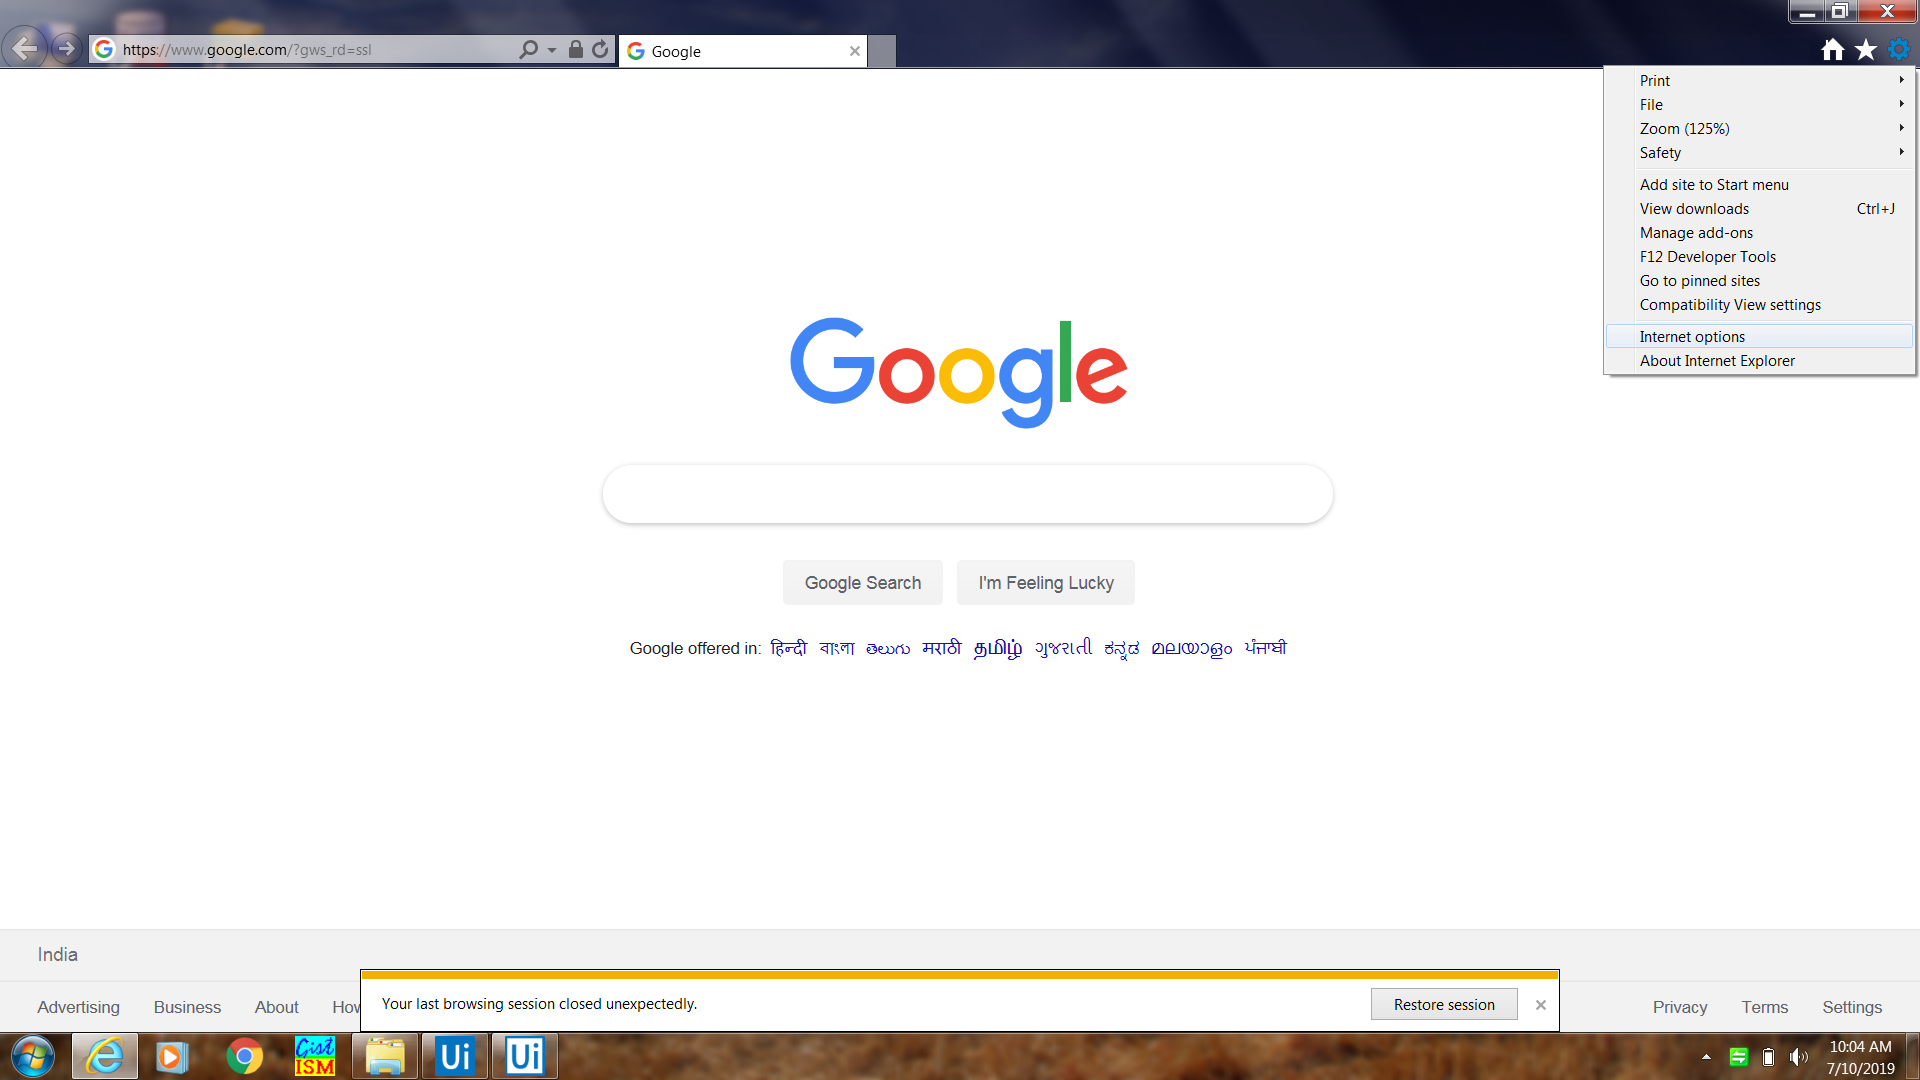 https://www.google.com/?gws_rd=ssl
Google
Print
File
Zoom (125%)
Safety
Add site to Start menu
View downloads Ctrl+J
Manage add-ons
F12 Developer Tools
Go to pinned sites
Compatibility View settings
Internet options
About Internet Explorer
Google
Google Search I'm Feeling Lucky
Google offered in: हिन्दी বাংলা తెలుగు मराठी தமிழ் ગુજરાતી ಕನ್ನಡ മലയാളം ਪੰਜਾਬੀ
India
Advertising Business About How
Your last browsing session closed unexpectedly. Restore session
Privacy Terms Settings
Gist
ISM
Ui
Ui
10:04 AM
7/10/2019